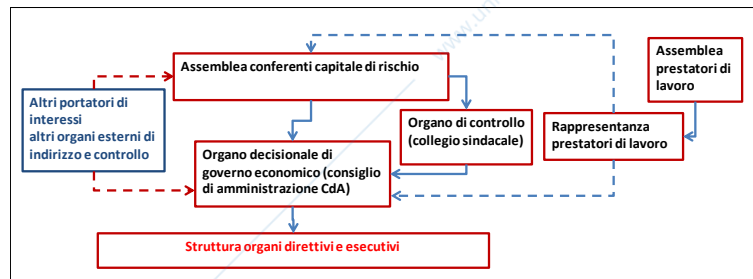 Assemblea conferenti capitale di rischio
Assemblea
prestatori di
lavoro
Altri portatori di
interessi
altri organi esterni di
indirizzo e controllo
Organo di controllo
(collegio sindacale)
Rappresentanza
prestatori di lavoro
Organo decisionale di
governo economico (consiglio
di amministrazione CdA)
Struttura organi direttivi e esecutivi